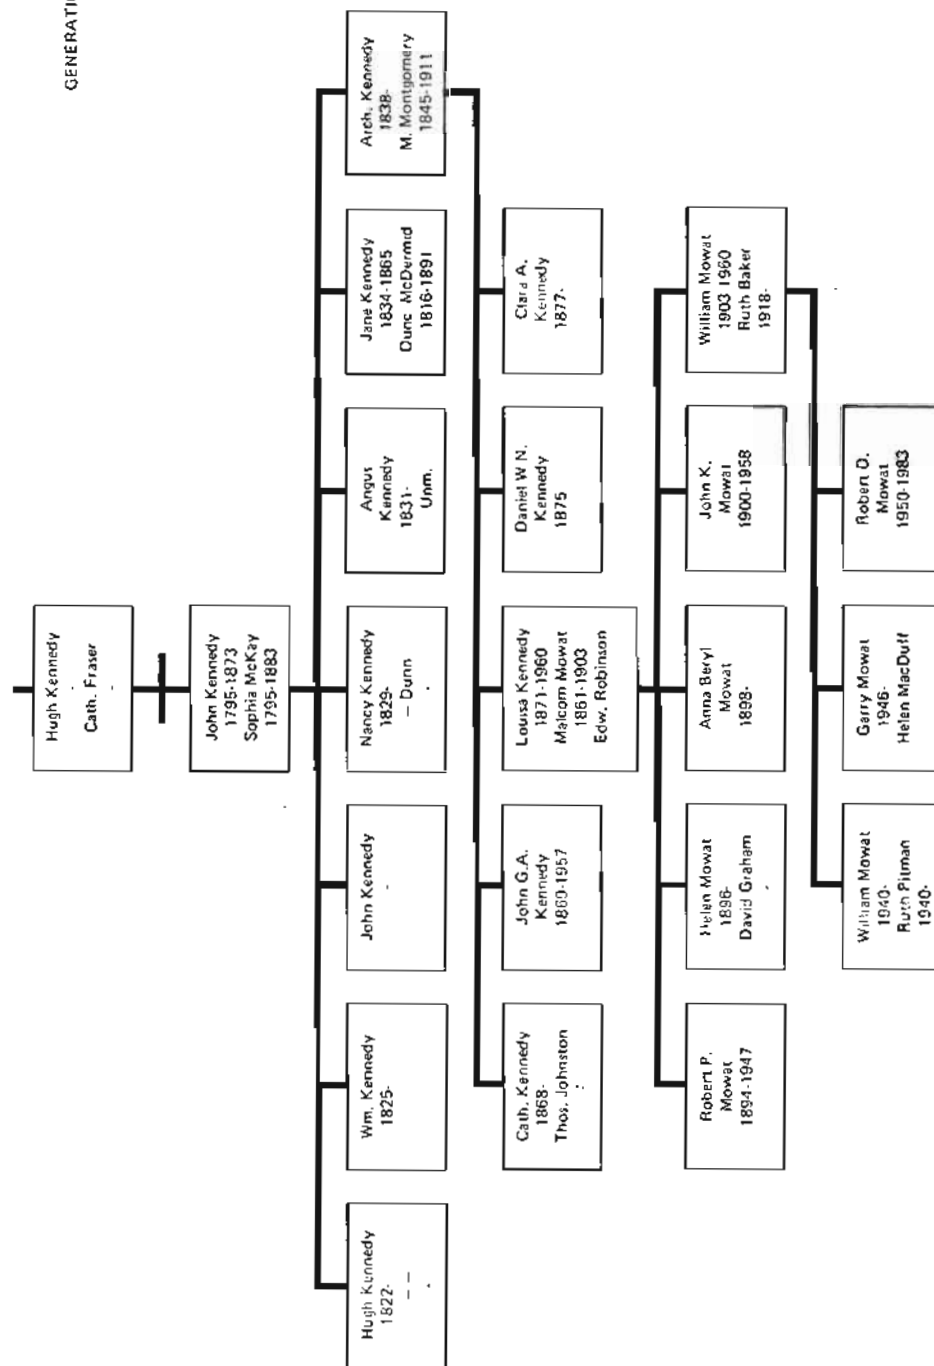 GENERATI
Hugh Kennedy
Cath. Fraser
John Kennedy
1795-1873
Sophia McKay
1795-1883
Hugh Kennedy
1822-
– –
Wm. Kennedy
1825-
John Kennedy
Nancy Kennedy
1829-
– Dunn
Angus
Kennedy
1831-
Unm.
Jane Kennedy
1834-1865
Dunc McDermid
1816-1891
Arch. Kennedy
1838-
M. Montgomery
1845-1911
Cath. Kennedy
1868-
Thos. Johnston
John G.A.
Kennedy
Louisa Kennedy
1871-1960
Malcom Mowat
1861-1903
Edw. Robinson
Daniel W N.
Kennedy
1875
Clara A.
Kennedy
1877-
Robert P.
Mowat
1894-1947
Helen Mowat
1896-
David Graham
Anna Beryl
Mowat
1898-
John K.
Mowat
1900-1958
William Mowat
1903 1960
Ruth Baker
1918-
William Mowat
1940-
Ruth Pitman
1940-
Garry Mowat
1946-
Helen MacDuff
Robert D.
Mowat
1950-1983